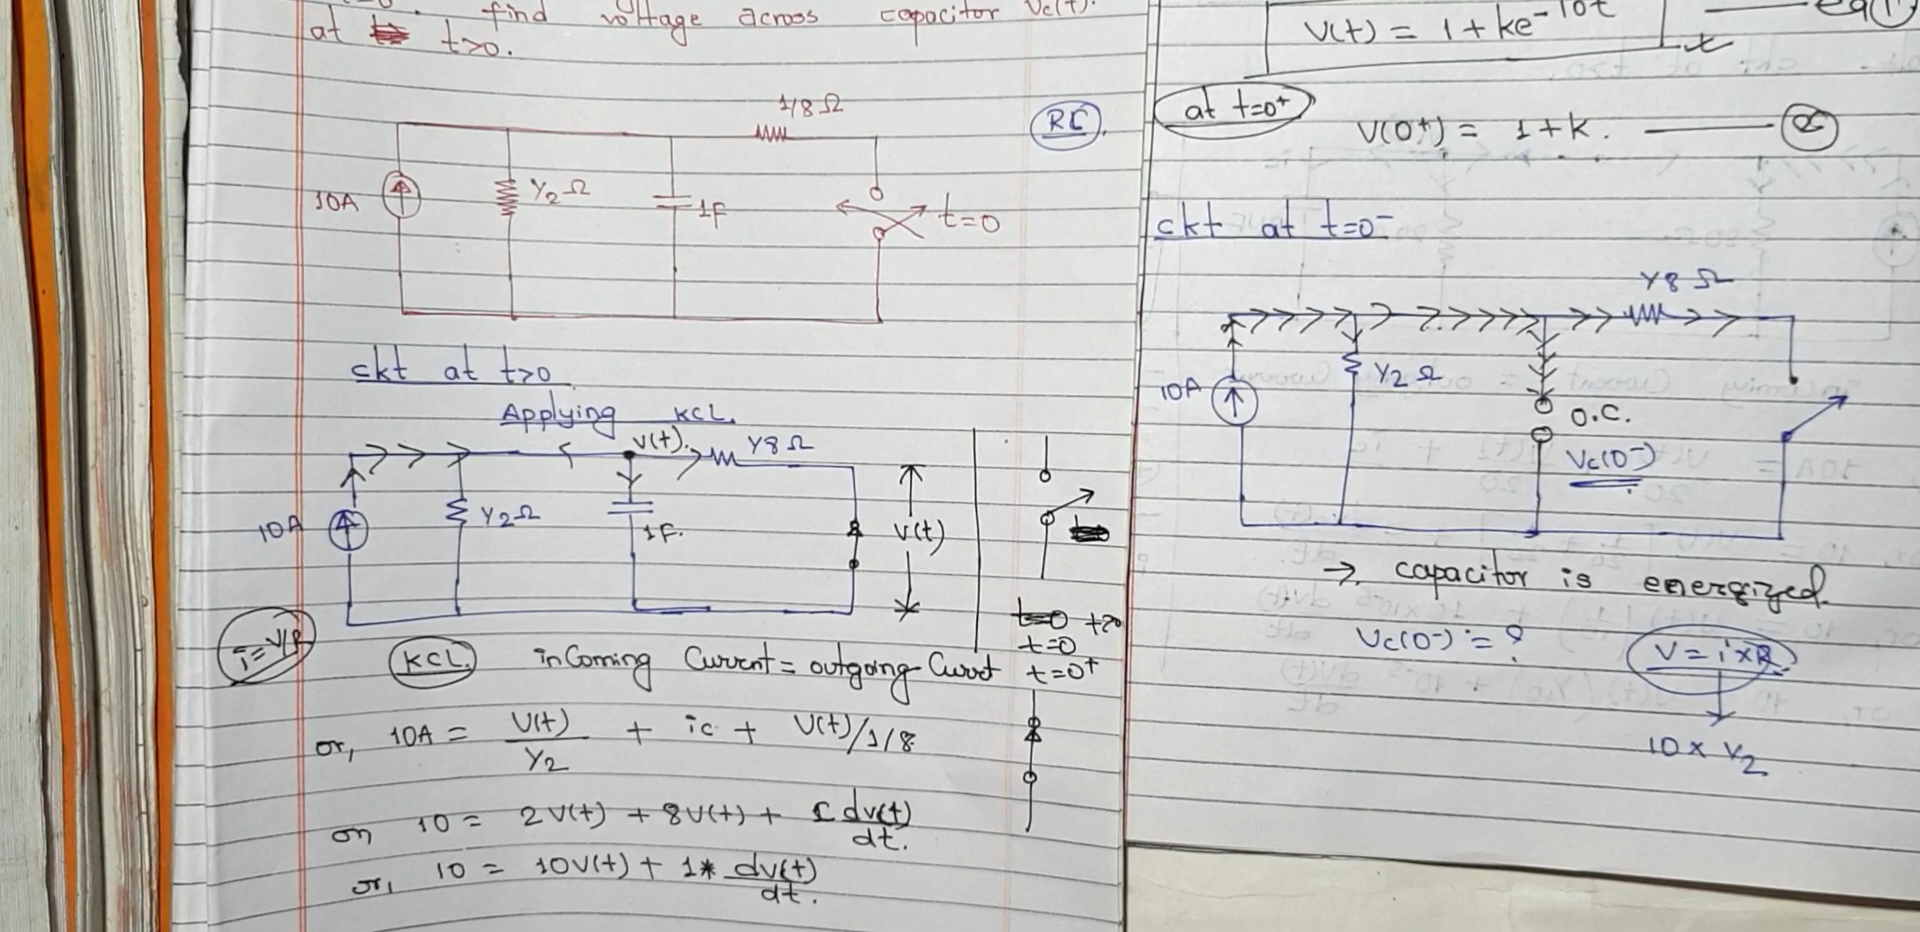 find voltage across capacitor Vc(t).
at t>0.
1/8 Ω
RC
10A
1/2 Ω
1F
t=0
ckt at t>0
Applying KCL.
V(t).
1/8 Ω
10A
1/2 Ω
1F.
V(t)
t=0
t=0+
i=V/R
KCL
incoming Current = outgoing Currt
or, 10A = V(t)/1/2 + ic + V(t)/1/8
or 10 = 2V(t) + 8V(t) + C dv(t)/dt.
or, 10 = 10V(t) + 1* dv(t)/dt.
V(t) = 1 + ke-10t
at t=0+
V(0+) = 1 + k. 2
ckt at t=0-
1/8 Ω
10A
1/2 Ω
O.C.
Vc(0-)
→ capacitor is energized.
Vc(0-) = ?
V = i×R
10 × 1/2